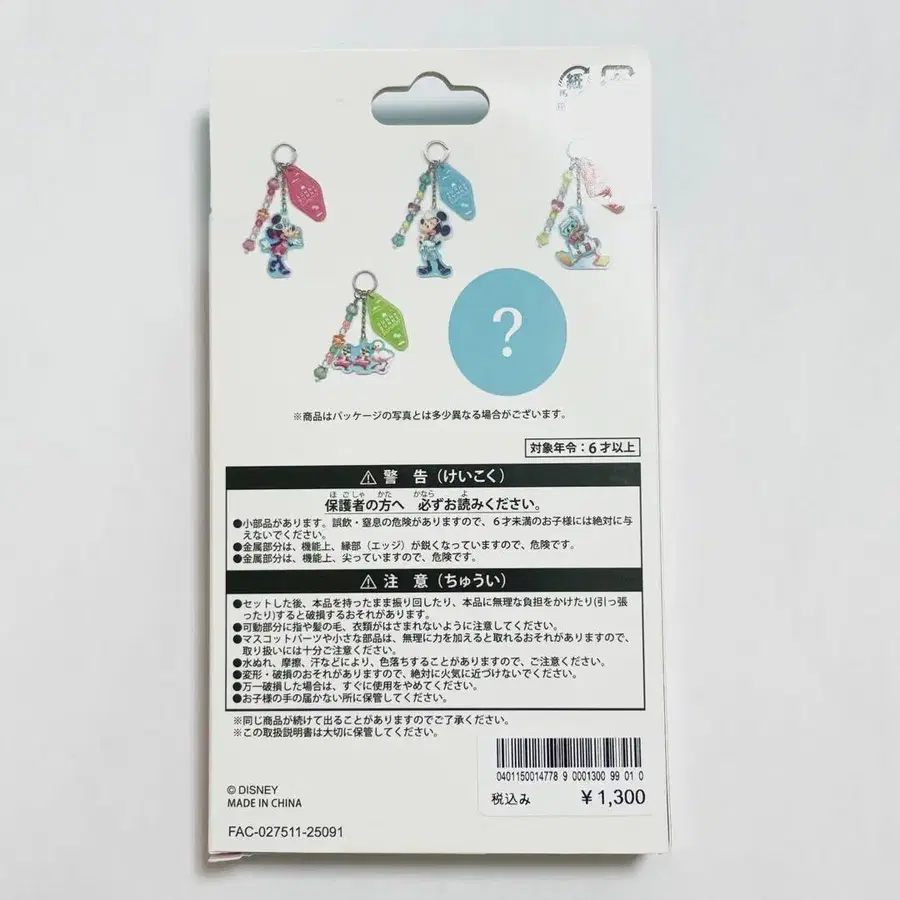 紙
※商品はパッケージの写真とは多少異なる場合がございます。
対象年令：6才以上
⚠ 警 告（けいこく）
保護者の方へ 必ずお読みください。
ほごしゃ かた かなら よ
●小部品があります。誤飲・窒息の危険がありますので、6才未満のお子様には絶対に与
えないでください。
●金属部分は、機能上、縁部（エッジ）が鋭くなっていますので、危険です。
●金属部分は、機能上、尖っていますので、危険です。
⚠ 注 意（ちゅうい）
●セットした後、本品を持ったまま振り回したり、本品に無理な負担をかけたり(引っ張
ったり)すると破損するおそれがあります。
●可動部分に指や髪の毛、衣類がはさまれないように注意してください。
●マスコットパーツや小さな部品は、無理に力を加えると取れるおそれがありますので、
取り扱いには十分ご注意ください。
●水ぬれ、摩擦、汗などにより、色落ちすることがありますので、ご注意ください。
●変形・破損のおそれがありますので、絶対に火気に近づけないでください。
●万一破損した場合は、すぐに使用をやめてください。
●お子様の手の届かない所に保管してください。
※同じ商品が続けて出ることがありますのでご了承ください。
※この取扱説明書は大切に保管してください。
0401150014778 9 0001300 99 01 0
税込み ¥1,300
© DISNEY
MADE IN CHINA
FAC-027511-25091
?